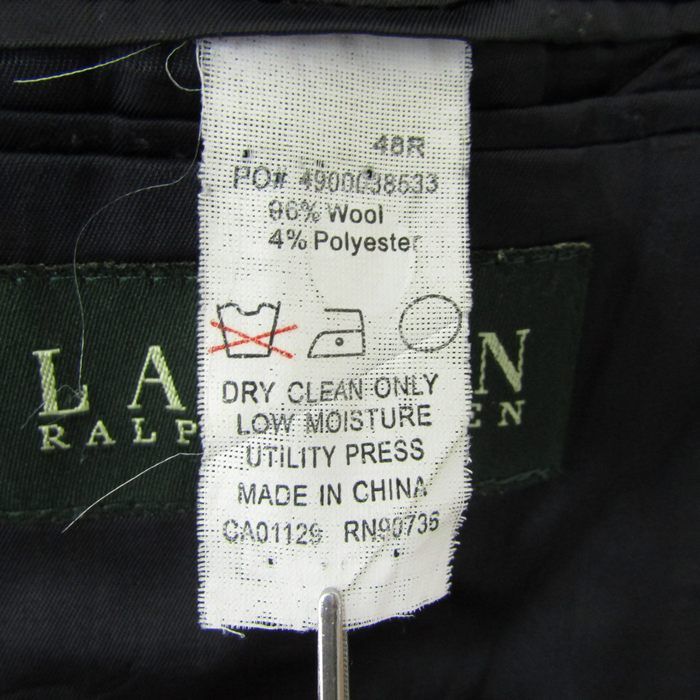 48R
PO# 4900038533
96% Wool
4% Polyester
DRY CLEAN ONLY
LOW MOISTURE
UTILITY PRESS
MADE IN CHINA
CA01129 RN90735
LA N
RALP EN